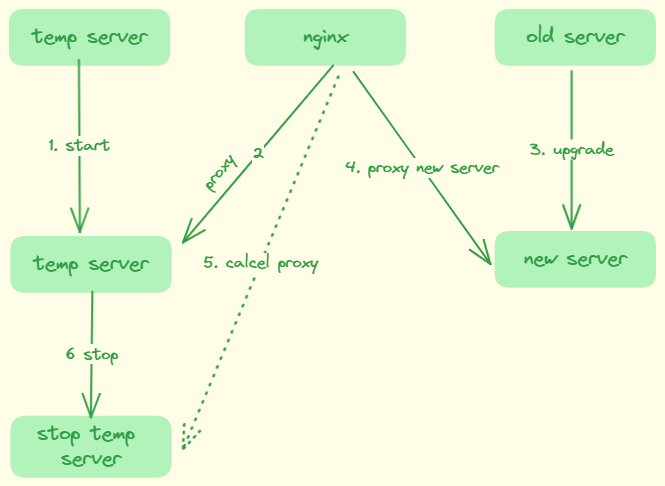 temp server
nginx
old server
1. start
proxy 2
4. proxy new server
3. upgrade
temp server
5. calcel proxy
new server
6 stop
stop temp
server